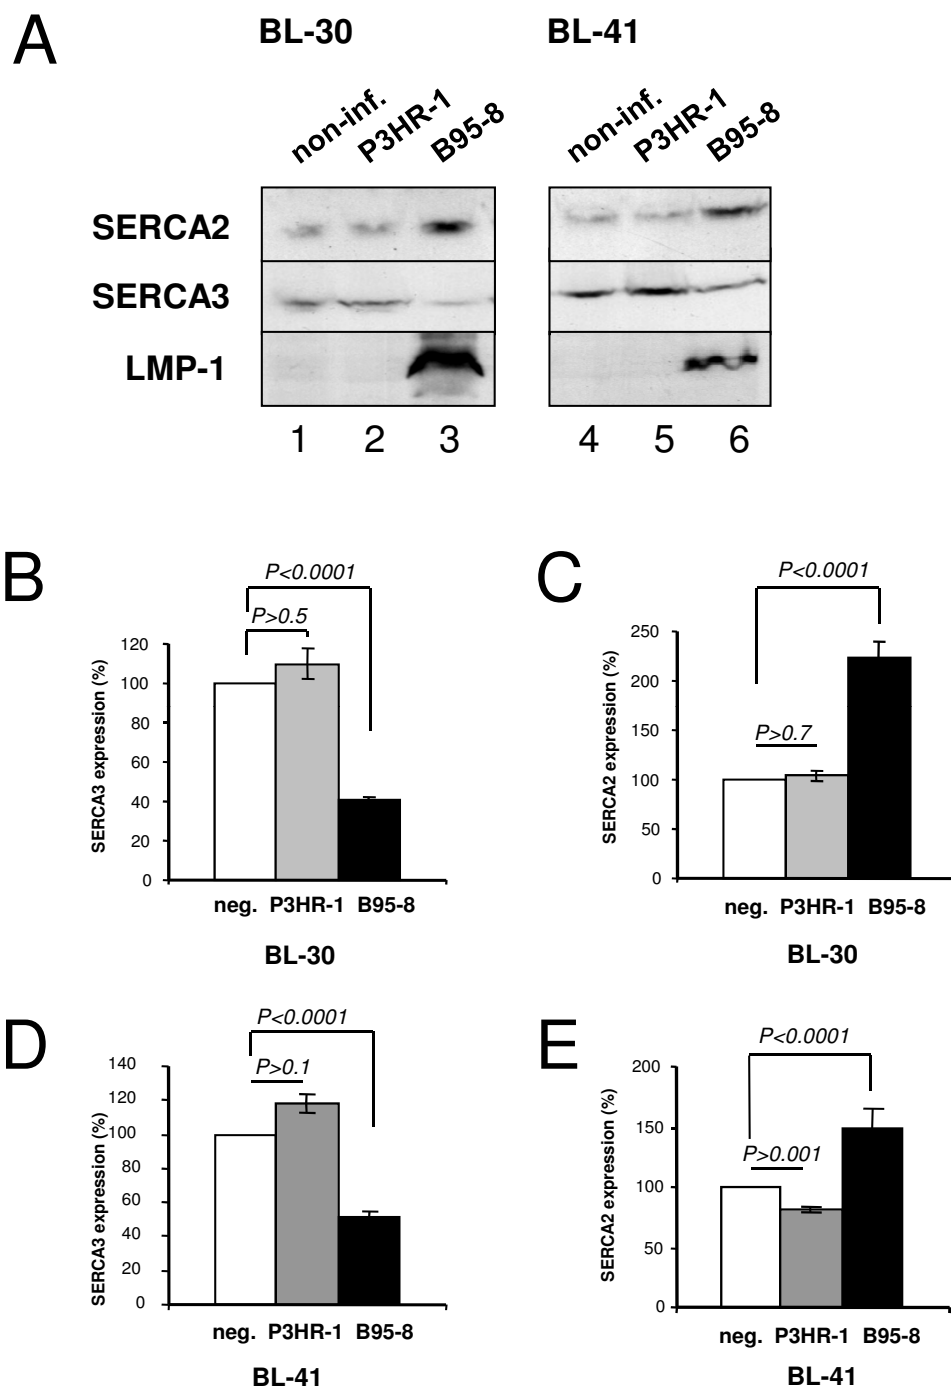 A
BL-30 BL-41
non-inf. P3HR-1 B95-8 non-inf. P3HR-1 B95-8
SERCA2
SERCA3
LMP-1
1 2 3 4 5 6
B
P<0.0001
P>0.5
SERCA3 expression (%)
120
100
80
60
40
20
0
neg. P3HR-1 B95-8
BL-30
C
P<0.0001
P>0.7
SERCA2 expression (%)
250
200
150
100
50
0
neg. P3HR-1 B95-8
BL-30
D
P<0.0001
P>0.1
SERCA3 expression (%)
140
120
100
80
60
40
20
0
neg. P3HR-1 B95-8
BL-41
E
P<0.0001
P>0.001
SERCA2 expression (%)
200
150
100
50
0
neg. P3HR-1 B95-8
BL-41